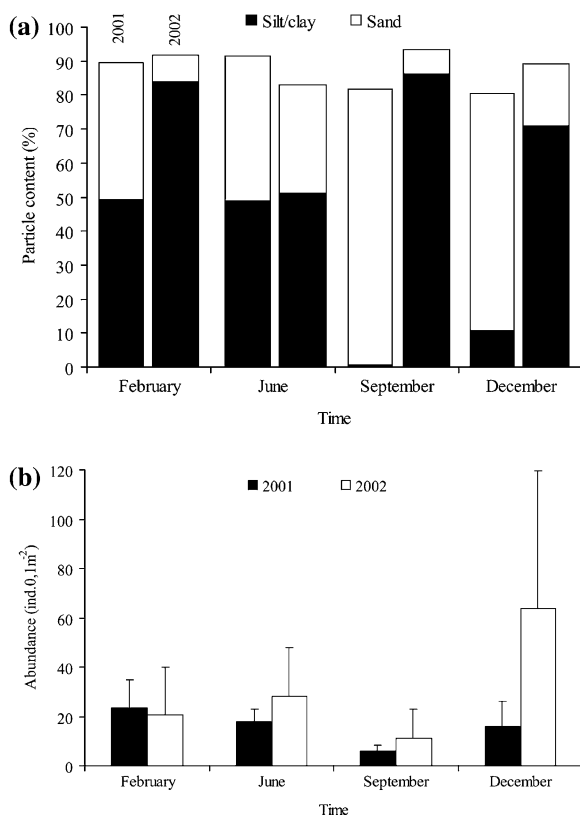 (a)
Silt/clay Sand
2001 2002
Particle content (%)
100
90
80
70
60
50
40
30
20
10
0
February June September December
Time
(b)
2001 2002
Abundance (ind.0,1m⁻²)
120
100
80
60
40
20
0
February June September December
Time